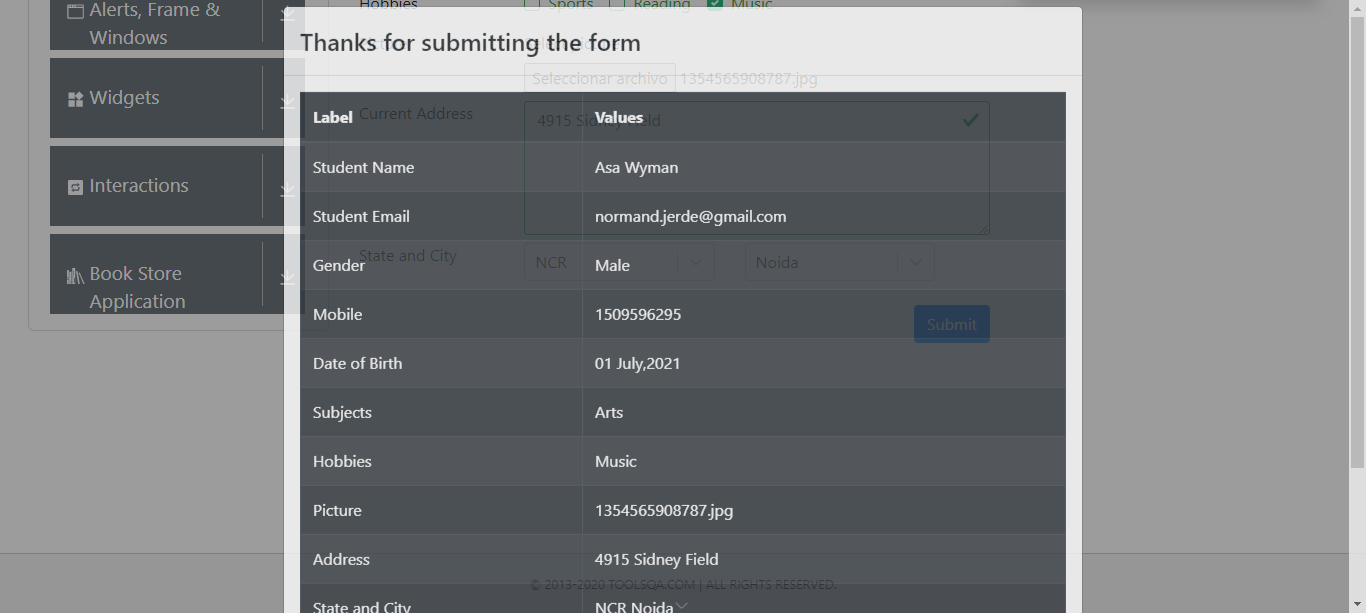 Alerts, Frame &
Windows
Widgets
Interactions
Book Store
Application
Hobbies
Sports Reading Music
Thanks for submitting the form
Seleccionar archivo 1354565908787.jpg
Current Address
4915 Sidney Field
State and City
NCR Noida
Submit
Label Values
Student Name Asa Wyman
Student Email normand.jerde@gmail.com
Gender Male
Mobile 1509596295
Date of Birth 01 July,2021
Subjects Arts
Hobbies Music
Picture 1354565908787.jpg
Address 4915 Sidney Field
State and City NCR Noida
© 2013-2020 TOOLSQA.COM | ALL RIGHTS RESERVED.